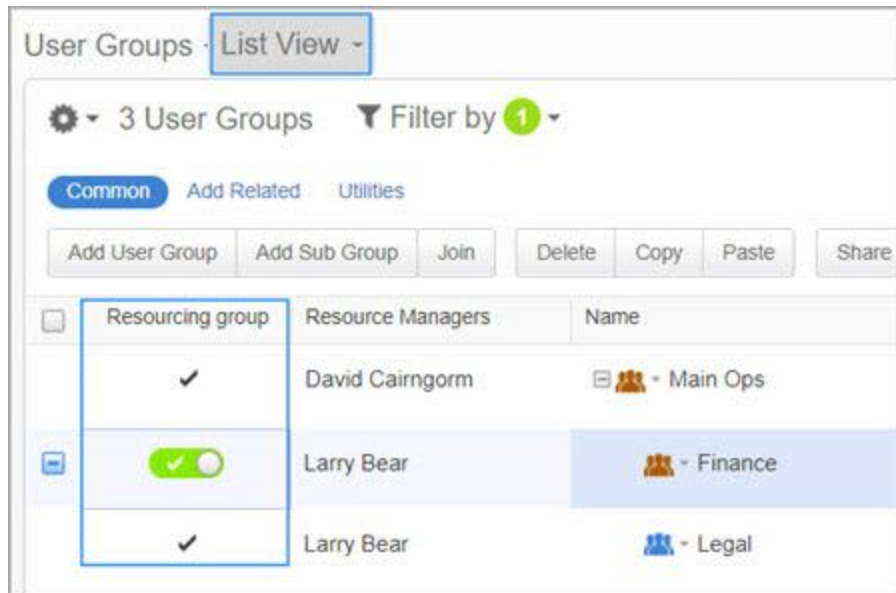 User Groups · List View
3 User Groups Filter by 1
Common Add Related Utilities
Add User Group Add Sub Group Join Delete Copy Paste Share
Resourcing group Resource Managers Name
David Cairngorm Main Ops
Larry Bear Finance
Larry Bear Legal